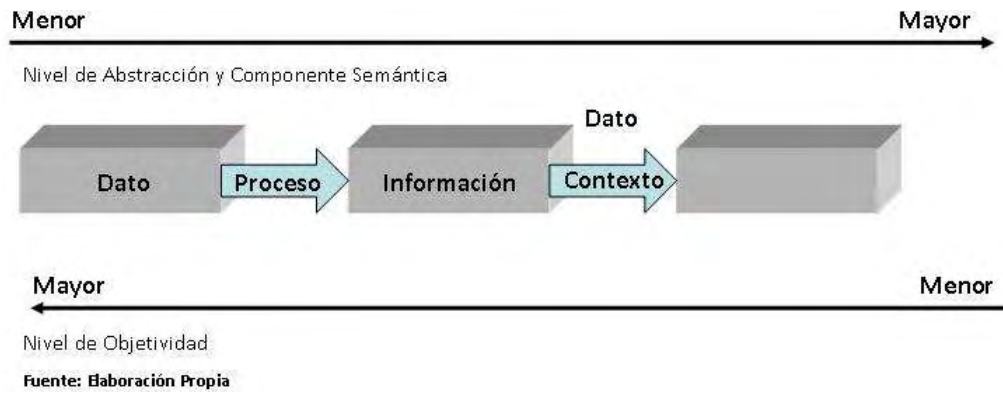 Menor Mayor
Nivel de Abstracción y Componente Semántica
Dato
Dato Proceso Información Contexto
Mayor Menor
Nivel de Objetividad
Fuente: Elaboración Propia